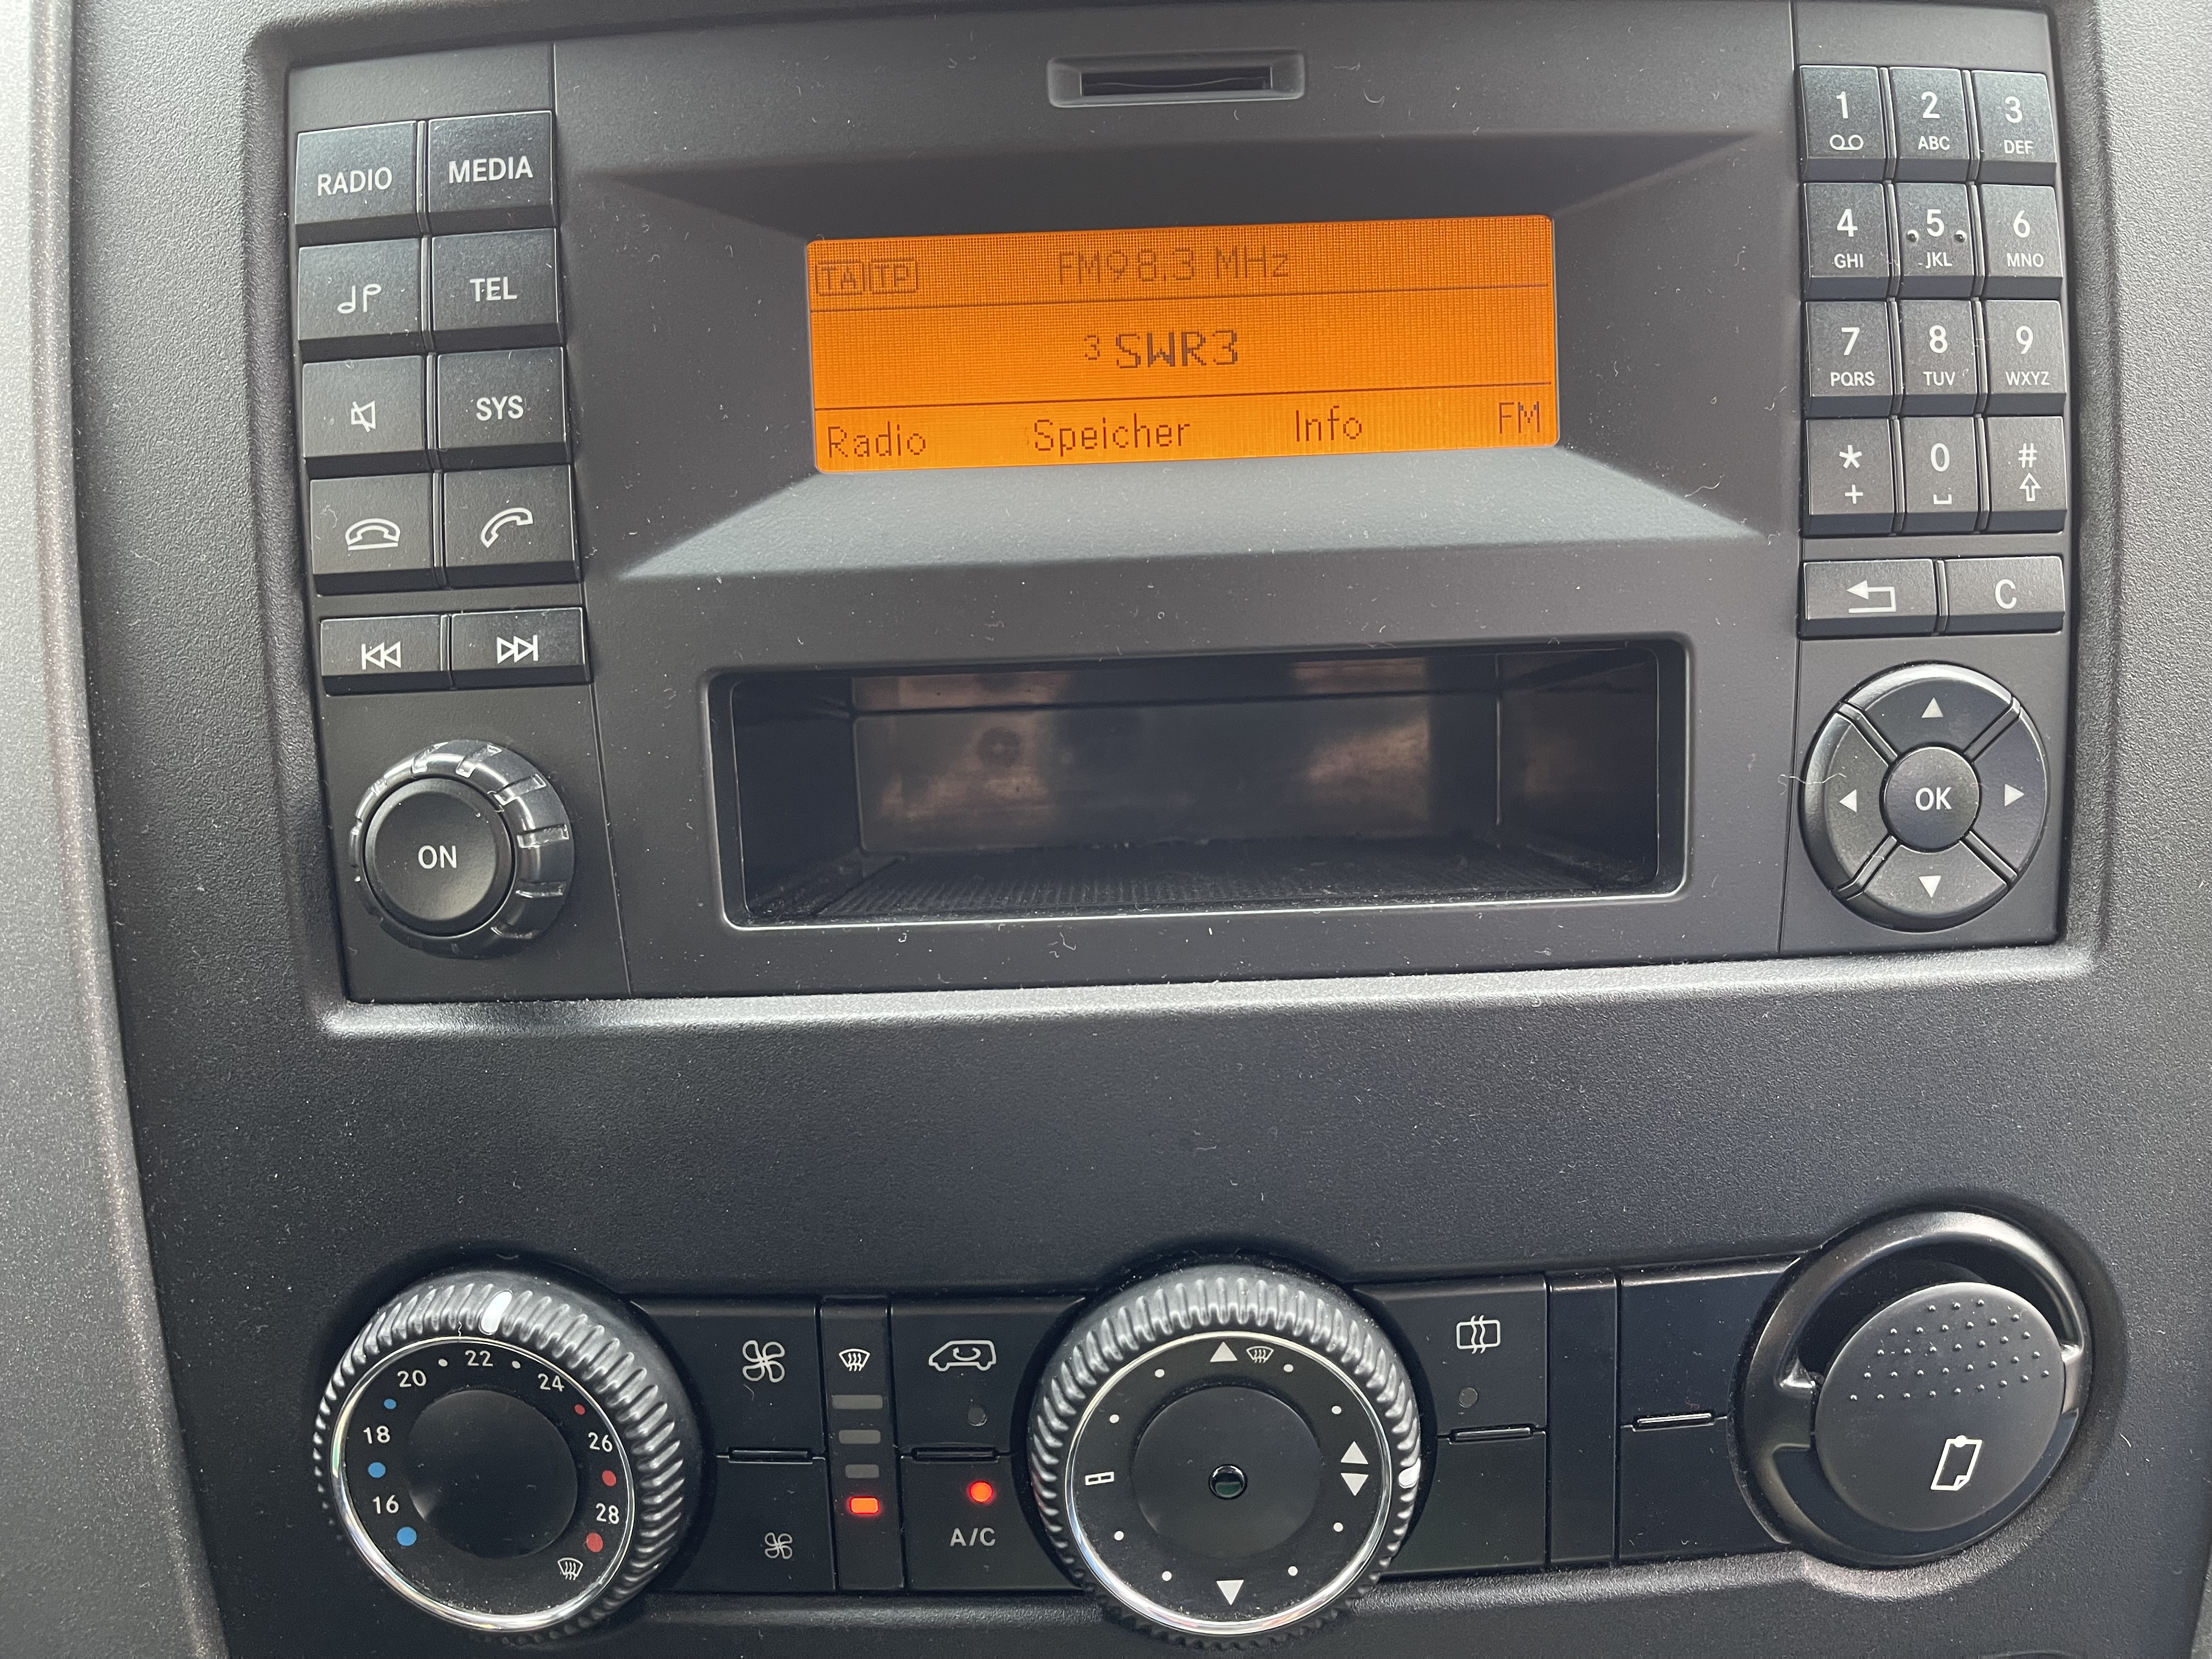 RADIO MEDIA
TEL
SYS
ON
TA TP FM98.3 MHz
3 SWR3
Radio Speicher Info FM
1 2 3
ABC DEF
4 5 6
GHI JKL MNO
7 8 9
PQRS TUV WXYZ
* 0 #
+
C
OK
22
20 24
18 26
16 28
A/C